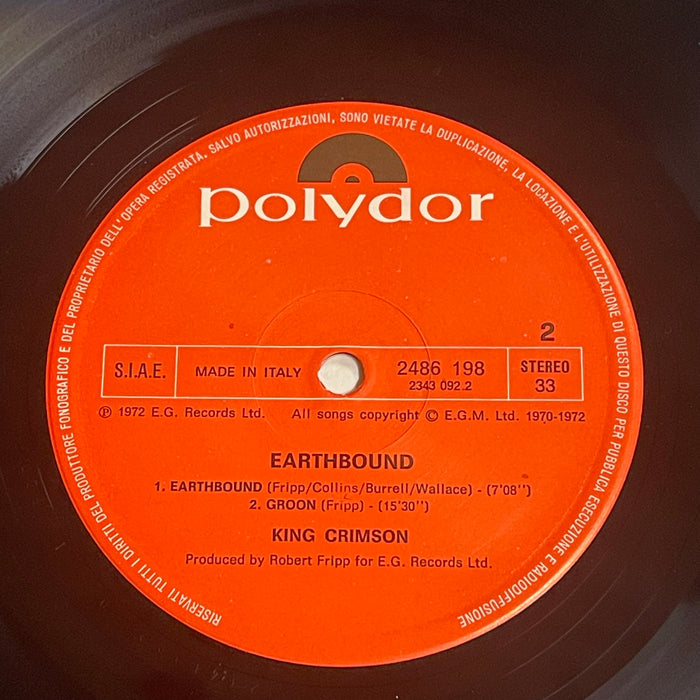 RISERVATI TUTTI I DIRITTI DEL PRODUTTORE FONOGRAFICO E DEL PROPRIETARIO DELL'OPERA REGISTRATA. SALVO AUTORIZZAZIONI, SONO VIETATE LA DUPLICAZIONE, LA LOCAZIONE E L'UTILIZZAZIONE DI QUESTO DISCO PER PUBBLICA ESECUZIONE E RADIODIFFUSIONE
polydor
2
S.I.A.E. MADE IN ITALY 2486 198 STEREO
2343 092.2 33
℗ 1972 E.G. Records Ltd. All songs copyright © E.G.M. Ltd. 1970-1972
EARTHBOUND
1. EARTHBOUND (Fripp/Collins/Burrell/Wallace) - (7'08'')
2. GROON (Fripp) - (15'30'')
KING CRIMSON
Produced by Robert Fripp for E.G. Records Ltd.